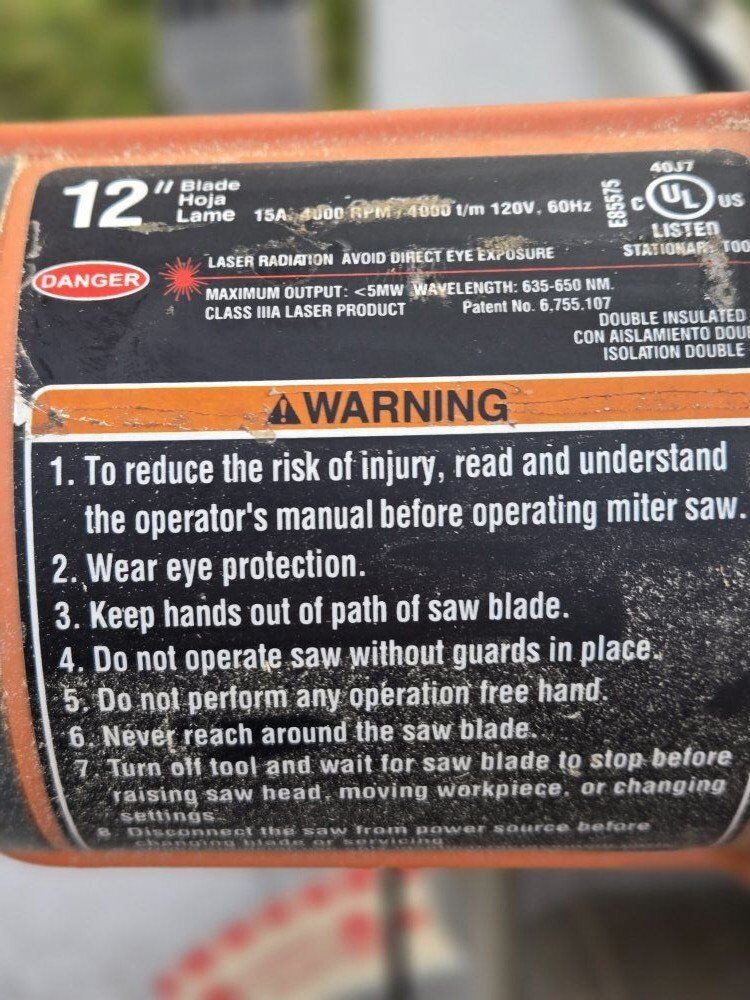 12" Blade
Hoja
Lame
15A. 4000 RPM / 4000 t/m 120V, 60Hz
E85575
40J7
C UL US
LISTED
STATIONARY TOO
DANGER
LASER RADIATION AVOID DIRECT EYE EXPOSURE
MAXIMUM OUTPUT: <5MW WAVELENGTH: 635-650 NM.
CLASS IIIA LASER PRODUCT
Patent No. 6,755,107
DOUBLE INSULATED
CON AISLAMIENTO DOU
ISOLATION DOUBLE
WARNING
1. To reduce the risk of injury, read and understand
the operator's manual before operating miter saw.
2. Wear eye protection.
3. Keep hands out of path of saw blade.
4. Do not operate saw without guards in place.
5. Do not perform any operation free hand.
6. Never reach around the saw blade.
7. Turn off tool and wait for saw blade to stop before
raising saw head, moving workpiece, or changing
settings
8. Disconnect the saw from power source before
changing blade or servicing